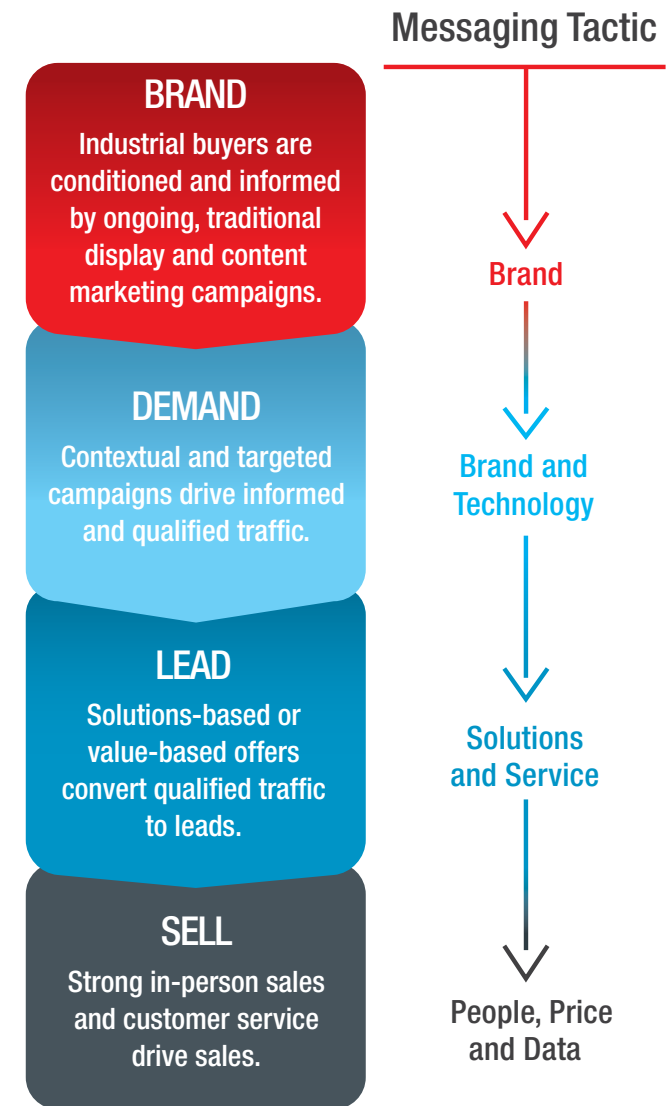 Messaging Tactic
BRAND
Industrial buyers are
conditioned and informed
by ongoing, traditional
display and content
marketing campaigns.
Brand
DEMAND
Contextual and targeted
campaigns drive informed
and qualified traffic.
Brand and
Technology
LEAD
Solutions-based or
value-based offers
convert qualified traffic
to leads.
Solutions
and Service
SELL
Strong in-person sales
and customer service
drive sales.
People, Price
and Data